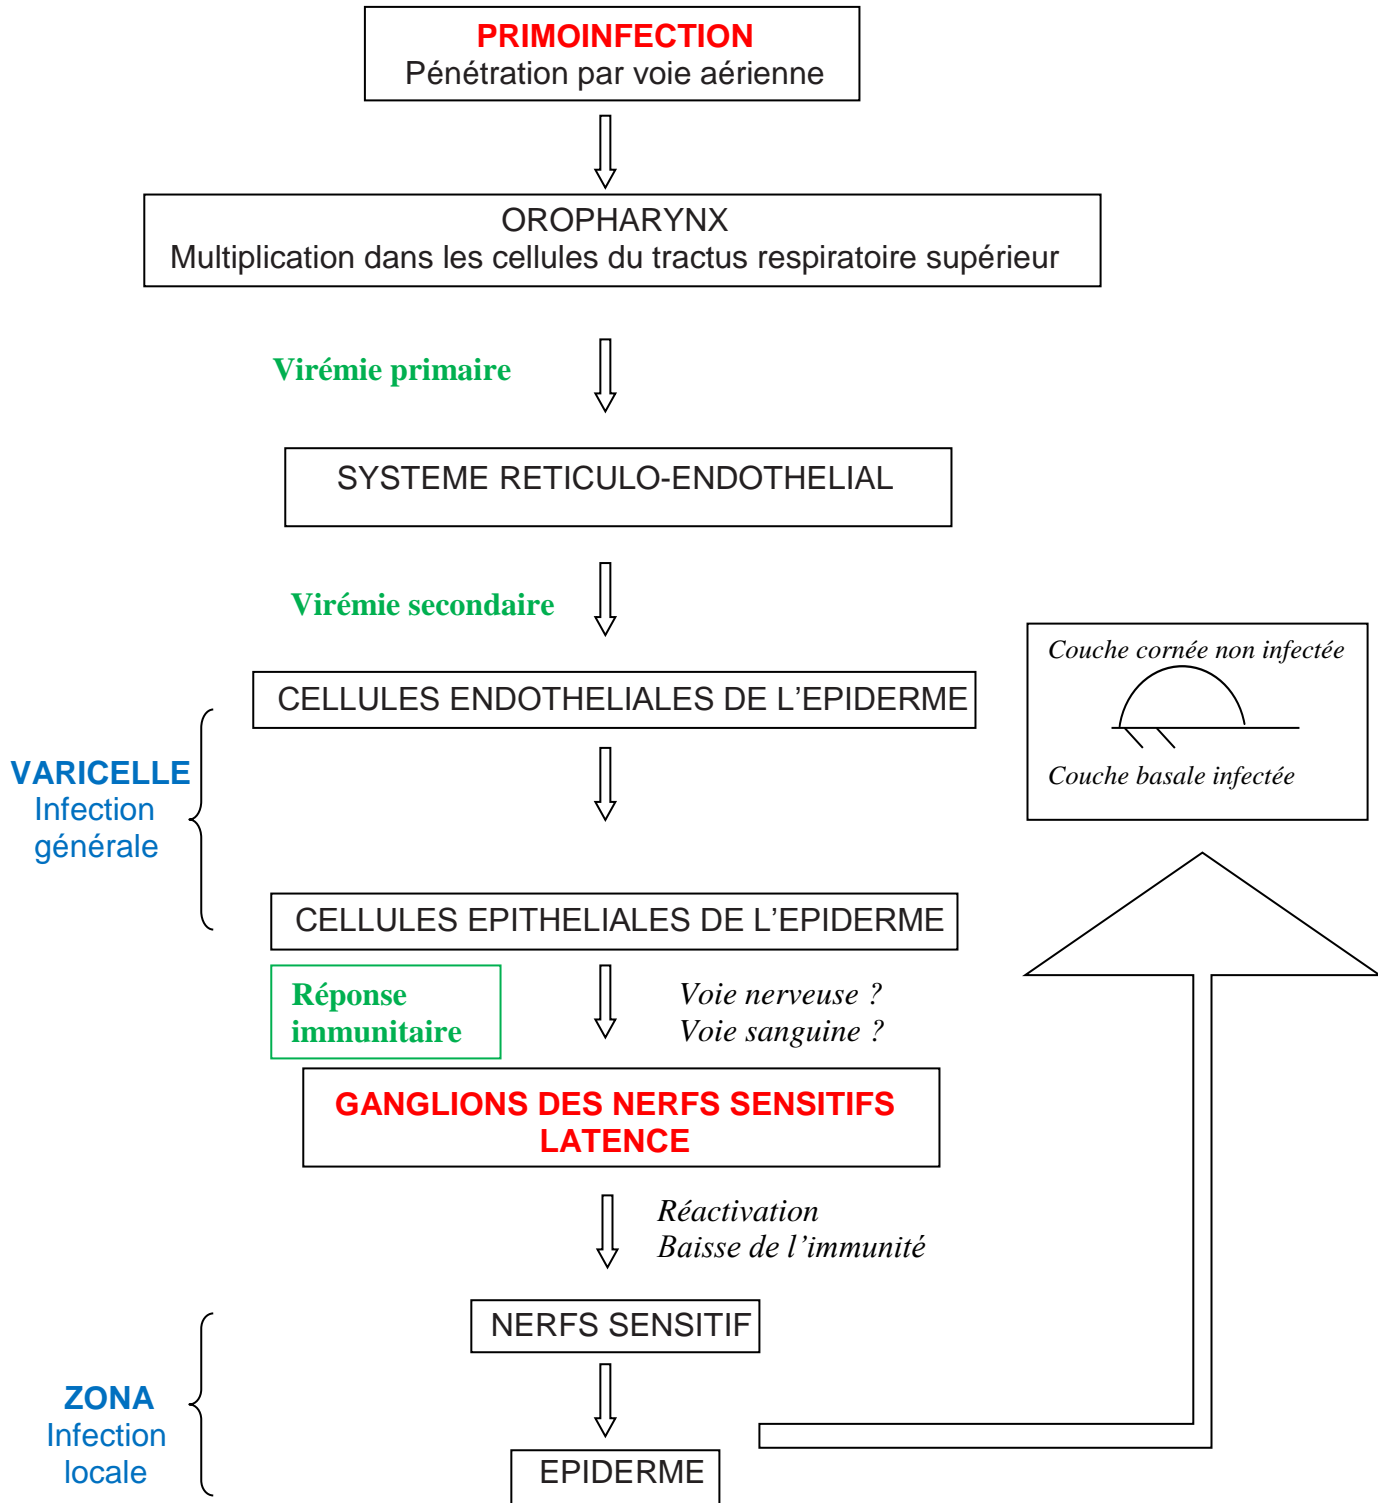 PRIMOINFECTION
Pénétration par voie aérienne
OROPHARYNX
Multiplication dans les cellules du tractus respiratoire supérieur
Virémie primaire
SYSTEME RETICULO-ENDOTHELIAL
Virémie secondaire
Couche cornée non infectée
Couche basale infectée
CELLULES ENDOTHELIALES DE L’EPIDERME
VARICELLE
Infection
générale
CELLULES EPITHELIALES DE L’EPIDERME
Réponse
immunitaire
Voie nerveuse ?
Voie sanguine ?
GANGLIONS DES NERFS SENSITIFS
LATENCE
Réactivation
Baisse de l’immunité
NERFS SENSITIF
ZONA
Infection
locale
EPIDERME